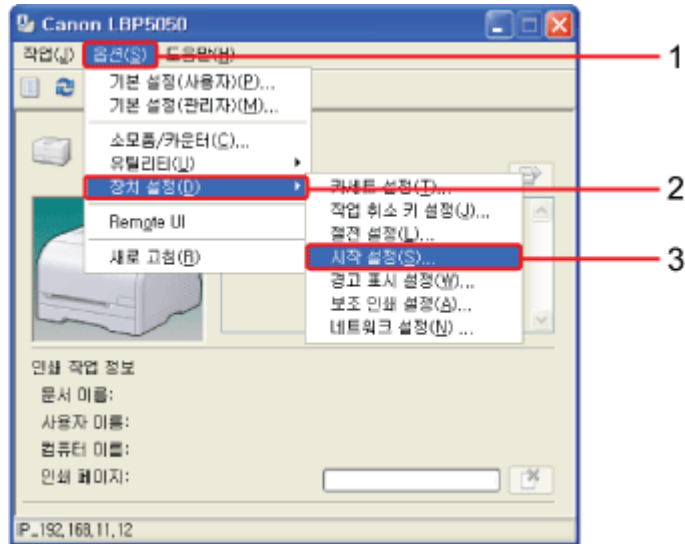 Canon LBP5050
작업(J) 옵션(S) 도움말(H)
1
기본 설정(사용자)(P)...
기본 설정(관리자)(M)...
소모품/카운터(C)...
유틸리티(U)
장치 설정(D)
2
Remote UI
새로 고침(R)
카세트 설정(T)...
작업 취소 키 설정(J)...
절전 설정(L)...
시작 설정(S)...
3
경고 표시 설정(W)...
보조 인쇄 설정(A)...
네트워크 설정(N) ...
인쇄 작업 정보
문서 이름:
사용자 이름:
컴퓨터 이름:
인쇄 페이지:
IP_192,168,11,12